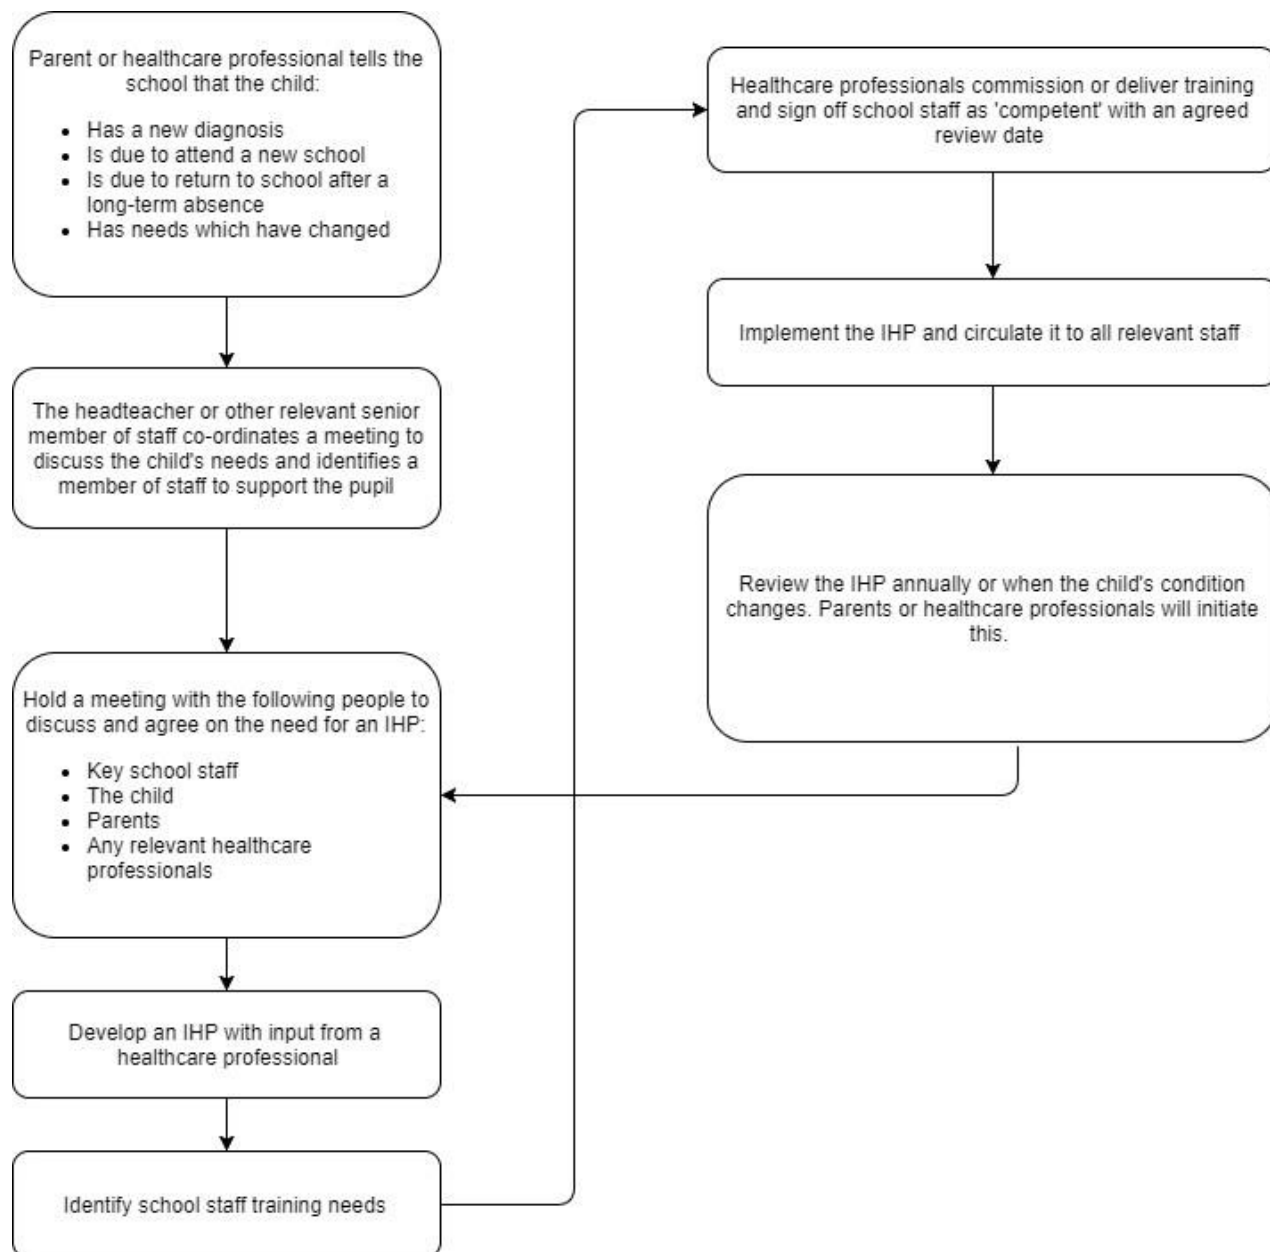 Parent or healthcare professional tells the
school that the child:
• Has a new diagnosis
• Is due to attend a new school
• Is due to return to school after a
long-term absence
• Has needs which have changed
The headteacher or other relevant senior
member of staff co-ordinates a meeting to
discuss the child's needs and identifies a
member of staff to support the pupil
Hold a meeting with the following people to
discuss and agree on the need for an IHP:
• Key school staff
• The child
• Parents
• Any relevant healthcare
professionals
Develop an IHP with input from a
healthcare professional
Identify school staff training needs
Healthcare professionals commission or deliver training
and sign off school staff as 'competent' with an agreed
review date
Implement the IHP and circulate it to all relevant staff
Review the IHP annually or when the child's condition
changes. Parents or healthcare professionals will initiate
this.